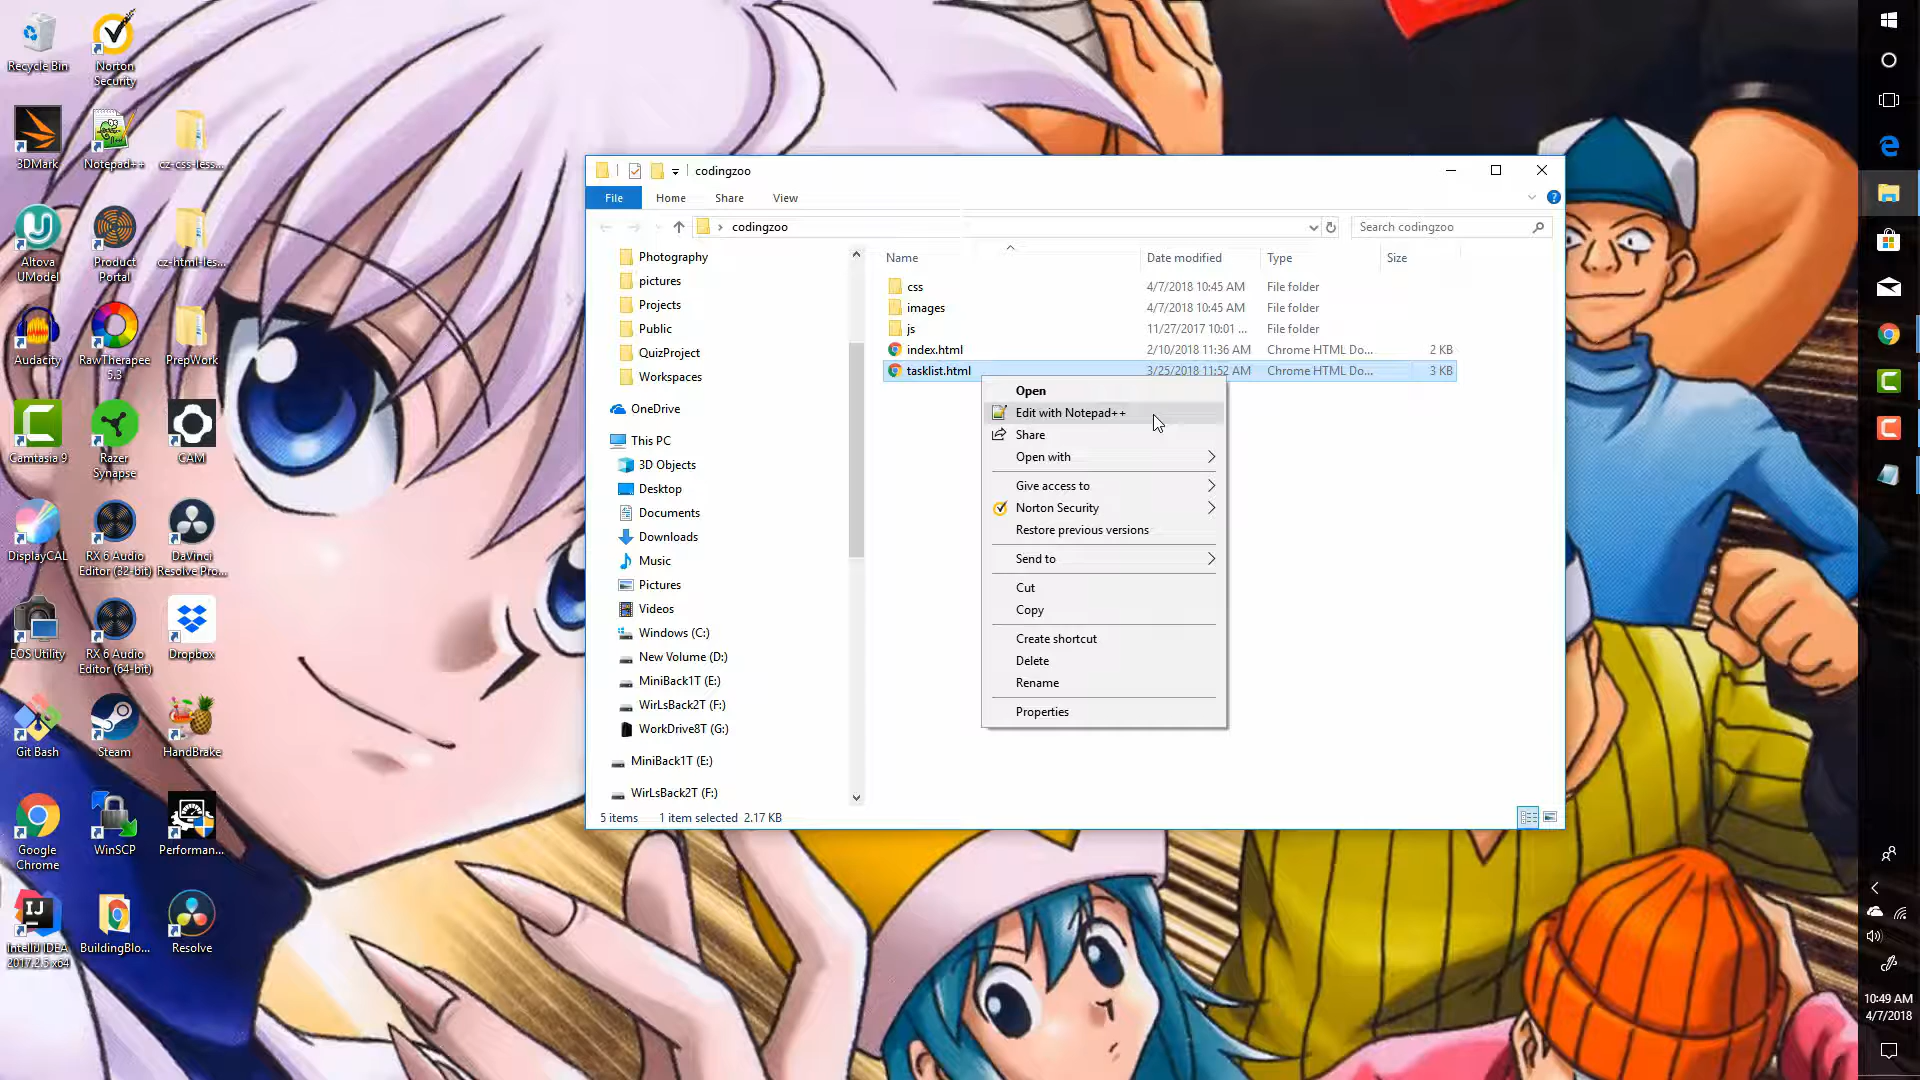 Recycle Bin
Norton
Security
3DMark
Notepad++
cz-css-less...
Altova
UModel
Product
Portal
cz-html-les...
Audacity
RawTherapee
5.3
PrepWork
Camtasia 9
Razer
Synapse
CAM
DisplayCAL
RX 6 Audio
Editor (32-bit)
DaVinci
Resolve Pro...
EOS Utility
RX 6 Audio
Editor (64-bit)
Dropbox
Git Bash
Steam
HandBrake
Google
Chrome
WinSCP
Performan...
IntelliJ IDEA
2017.2.5 x64
BuildingBlo...
Resolve
codingzoo
File
Home
Share
View
codingzoo
Search codingzoo
Photography
pictures
Projects
Public
QuizProject
Workspaces
OneDrive
This PC
3D Objects
Desktop
Documents
Downloads
Music
Pictures
Videos
Windows (C:)
New Volume (D:)
MiniBack1T (E:)
WirLsBack2T (F:)
WorkDrive8T (G:)
MiniBack1T (E:)
WirLsBack2T (F:)
Name Date modified Type Size
css 4/7/2018 10:45 AM File folder
images 4/7/2018 10:45 AM File folder
js 11/27/2017 10:01 ... File folder
index.html 2/10/2018 11:36 AM Chrome HTML Do... 2 KB
tasklist.html 3/25/2018 11:52 AM Chrome HTML Do... 3 KB
Open
Edit with Notepad++
Share
Open with
Give access to
Norton Security
Restore previous versions
Send to
Cut
Copy
Create shortcut
Delete
Rename
Properties
5 items 1 item selected 2.17 KB
10:49 AM
4/7/2018